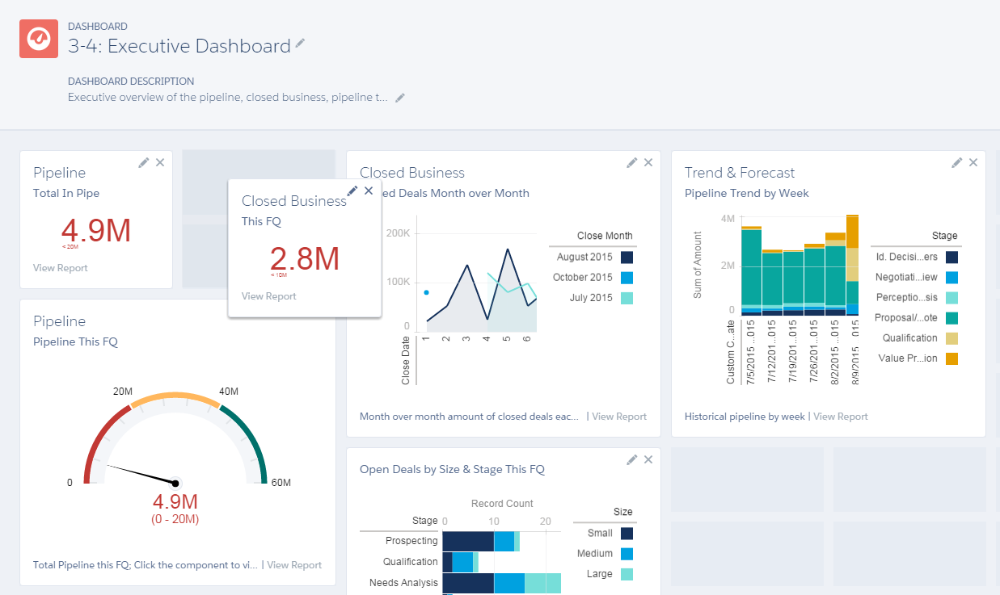 DASHBOARD
3-4: Executive Dashboard
DASHBOARD DESCRIPTION
Executive overview of the pipeline, closed business, pipeline t...
Pipeline
Total In Pipe
4.9M
< 20M
View Report
Closed Business
This FQ
2.8M
< 10M
View Report
Pipeline
Pipeline This FQ
20M
40M
0
60M
4.9M
(0 - 20M)
Total Pipeline this FQ; Click the component to vi... | View Report
Closed Business
ed Deals Month over Month
200K
100K
0
Close Date
1
2
3
4
5
6
Close Month
August 2015
October 2015
July 2015
Month over month amount of closed deals eac... | View Report
Open Deals by Size & Stage This FQ
Record Count
Stage 0 10 20
Prospecting
Qualification
Needs Analysis
Size
Small
Medium
Large
Trend & Forecast
Pipeline Trend by Week
Sum of Amount
4M
2M
0
Custom C...ate
7/5/2015 ...015
7/12/201...015
7/19/201...015
7/26/201...015
8/2/2015 ...015
8/9/2015 ...015
Stage
Id. Decisi...ers
Negotiati...iew
Perceptio...sis
Proposal/...ote
Qualification
Value Pr...ion
Historical pipeline by week | View Report